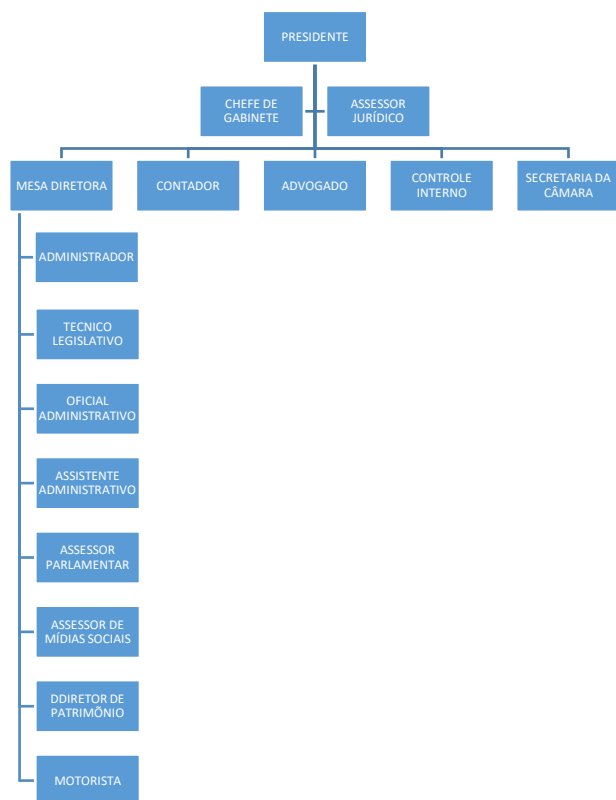 PRESIDENTE
CHEFE DE
GABINETE
ASSESSOR
JURÍDICO
MESA DIRETORA
CONTADOR
ADVOGADO
CONTROLE
INTERNO
SECRETARIA DA
CÂMARA
ADMINISTRADOR
TECNICO
LEGISLATIVO
OFICIAL
ADMINISTRATIVO
ASSISTENTE
ADMINISTRATIVO
ASSESSOR
PARLAMENTAR
ASSESSOR DE
MÍDIAS SOCIAIS
DDIRETOR DE
PATRIMÕNIO
MOTORISTA